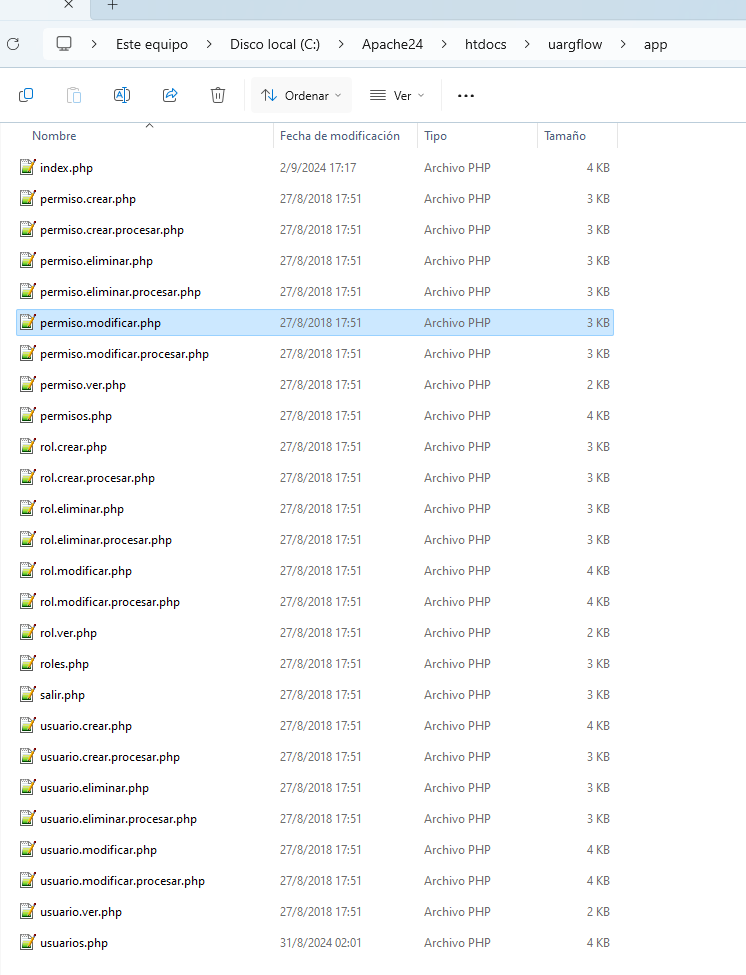 Este equipo > Disco local (C:) > Apache24 > htdocs > uargflow > app
Ordenar Ver
Nombre Fecha de modificación Tipo Tamaño
index.php 2/9/2024 17:17 Archivo PHP 4 KB
permiso.crear.php 27/8/2018 17:51 Archivo PHP 3 KB
permiso.crear.procesar.php 27/8/2018 17:51 Archivo PHP 3 KB
permiso.eliminar.php 27/8/2018 17:51 Archivo PHP 3 KB
permiso.eliminar.procesar.php 27/8/2018 17:51 Archivo PHP 3 KB
permiso.modificar.php 27/8/2018 17:51 Archivo PHP 3 KB
permiso.modificar.procesar.php 27/8/2018 17:51 Archivo PHP 3 KB
permiso.ver.php 27/8/2018 17:51 Archivo PHP 2 KB
permisos.php 27/8/2018 17:51 Archivo PHP 4 KB
rol.crear.php 27/8/2018 17:51 Archivo PHP 3 KB
rol.crear.procesar.php 27/8/2018 17:51 Archivo PHP 3 KB
rol.eliminar.php 27/8/2018 17:51 Archivo PHP 3 KB
rol.eliminar.procesar.php 27/8/2018 17:51 Archivo PHP 3 KB
rol.modificar.php 27/8/2018 17:51 Archivo PHP 4 KB
rol.modificar.procesar.php 27/8/2018 17:51 Archivo PHP 4 KB
rol.ver.php 27/8/2018 17:51 Archivo PHP 2 KB
roles.php 27/8/2018 17:51 Archivo PHP 3 KB
salir.php 27/8/2018 17:51 Archivo PHP 3 KB
usuario.crear.php 27/8/2018 17:51 Archivo PHP 4 KB
usuario.crear.procesar.php 27/8/2018 17:51 Archivo PHP 3 KB
usuario.eliminar.php 27/8/2018 17:51 Archivo PHP 3 KB
usuario.eliminar.procesar.php 27/8/2018 17:51 Archivo PHP 3 KB
usuario.modificar.php 27/8/2018 17:51 Archivo PHP 4 KB
usuario.modificar.procesar.php 27/8/2018 17:51 Archivo PHP 4 KB
usuario.ver.php 27/8/2018 17:51 Archivo PHP 2 KB
usuarios.php 31/8/2024 02:01 Archivo PHP 4 KB